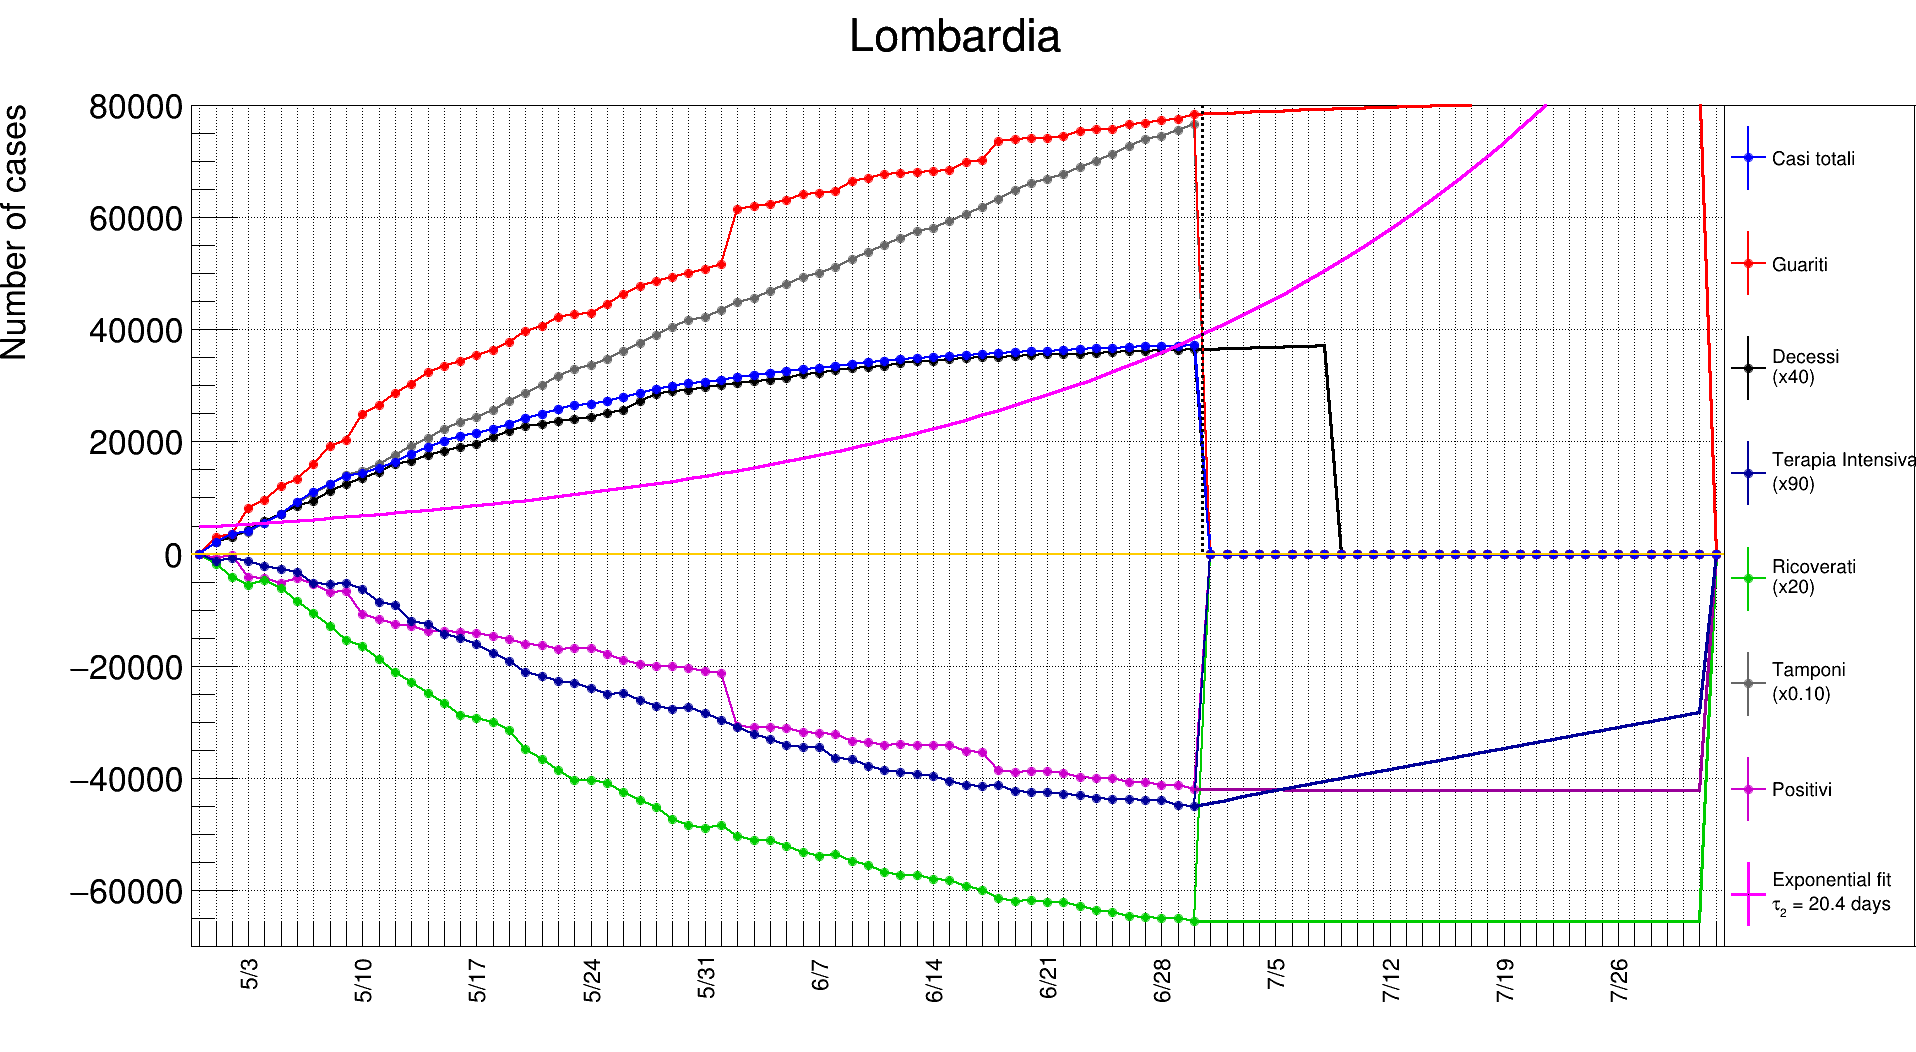 Lombardia
Number of cases
80000
60000
40000
20000
0
−20000
−40000
−60000
5/3
5/10
5/17
5/24
5/31
6/7
6/14
6/21
6/28
7/5
7/12
7/19
7/26
Casi totali
Guariti
Decessi
(x40)
Terapia Intensiva
(x90)
Ricoverati
(x20)
Tamponi
(x0.10)
Positivi
Exponential fit
τ2 = 20.4 days